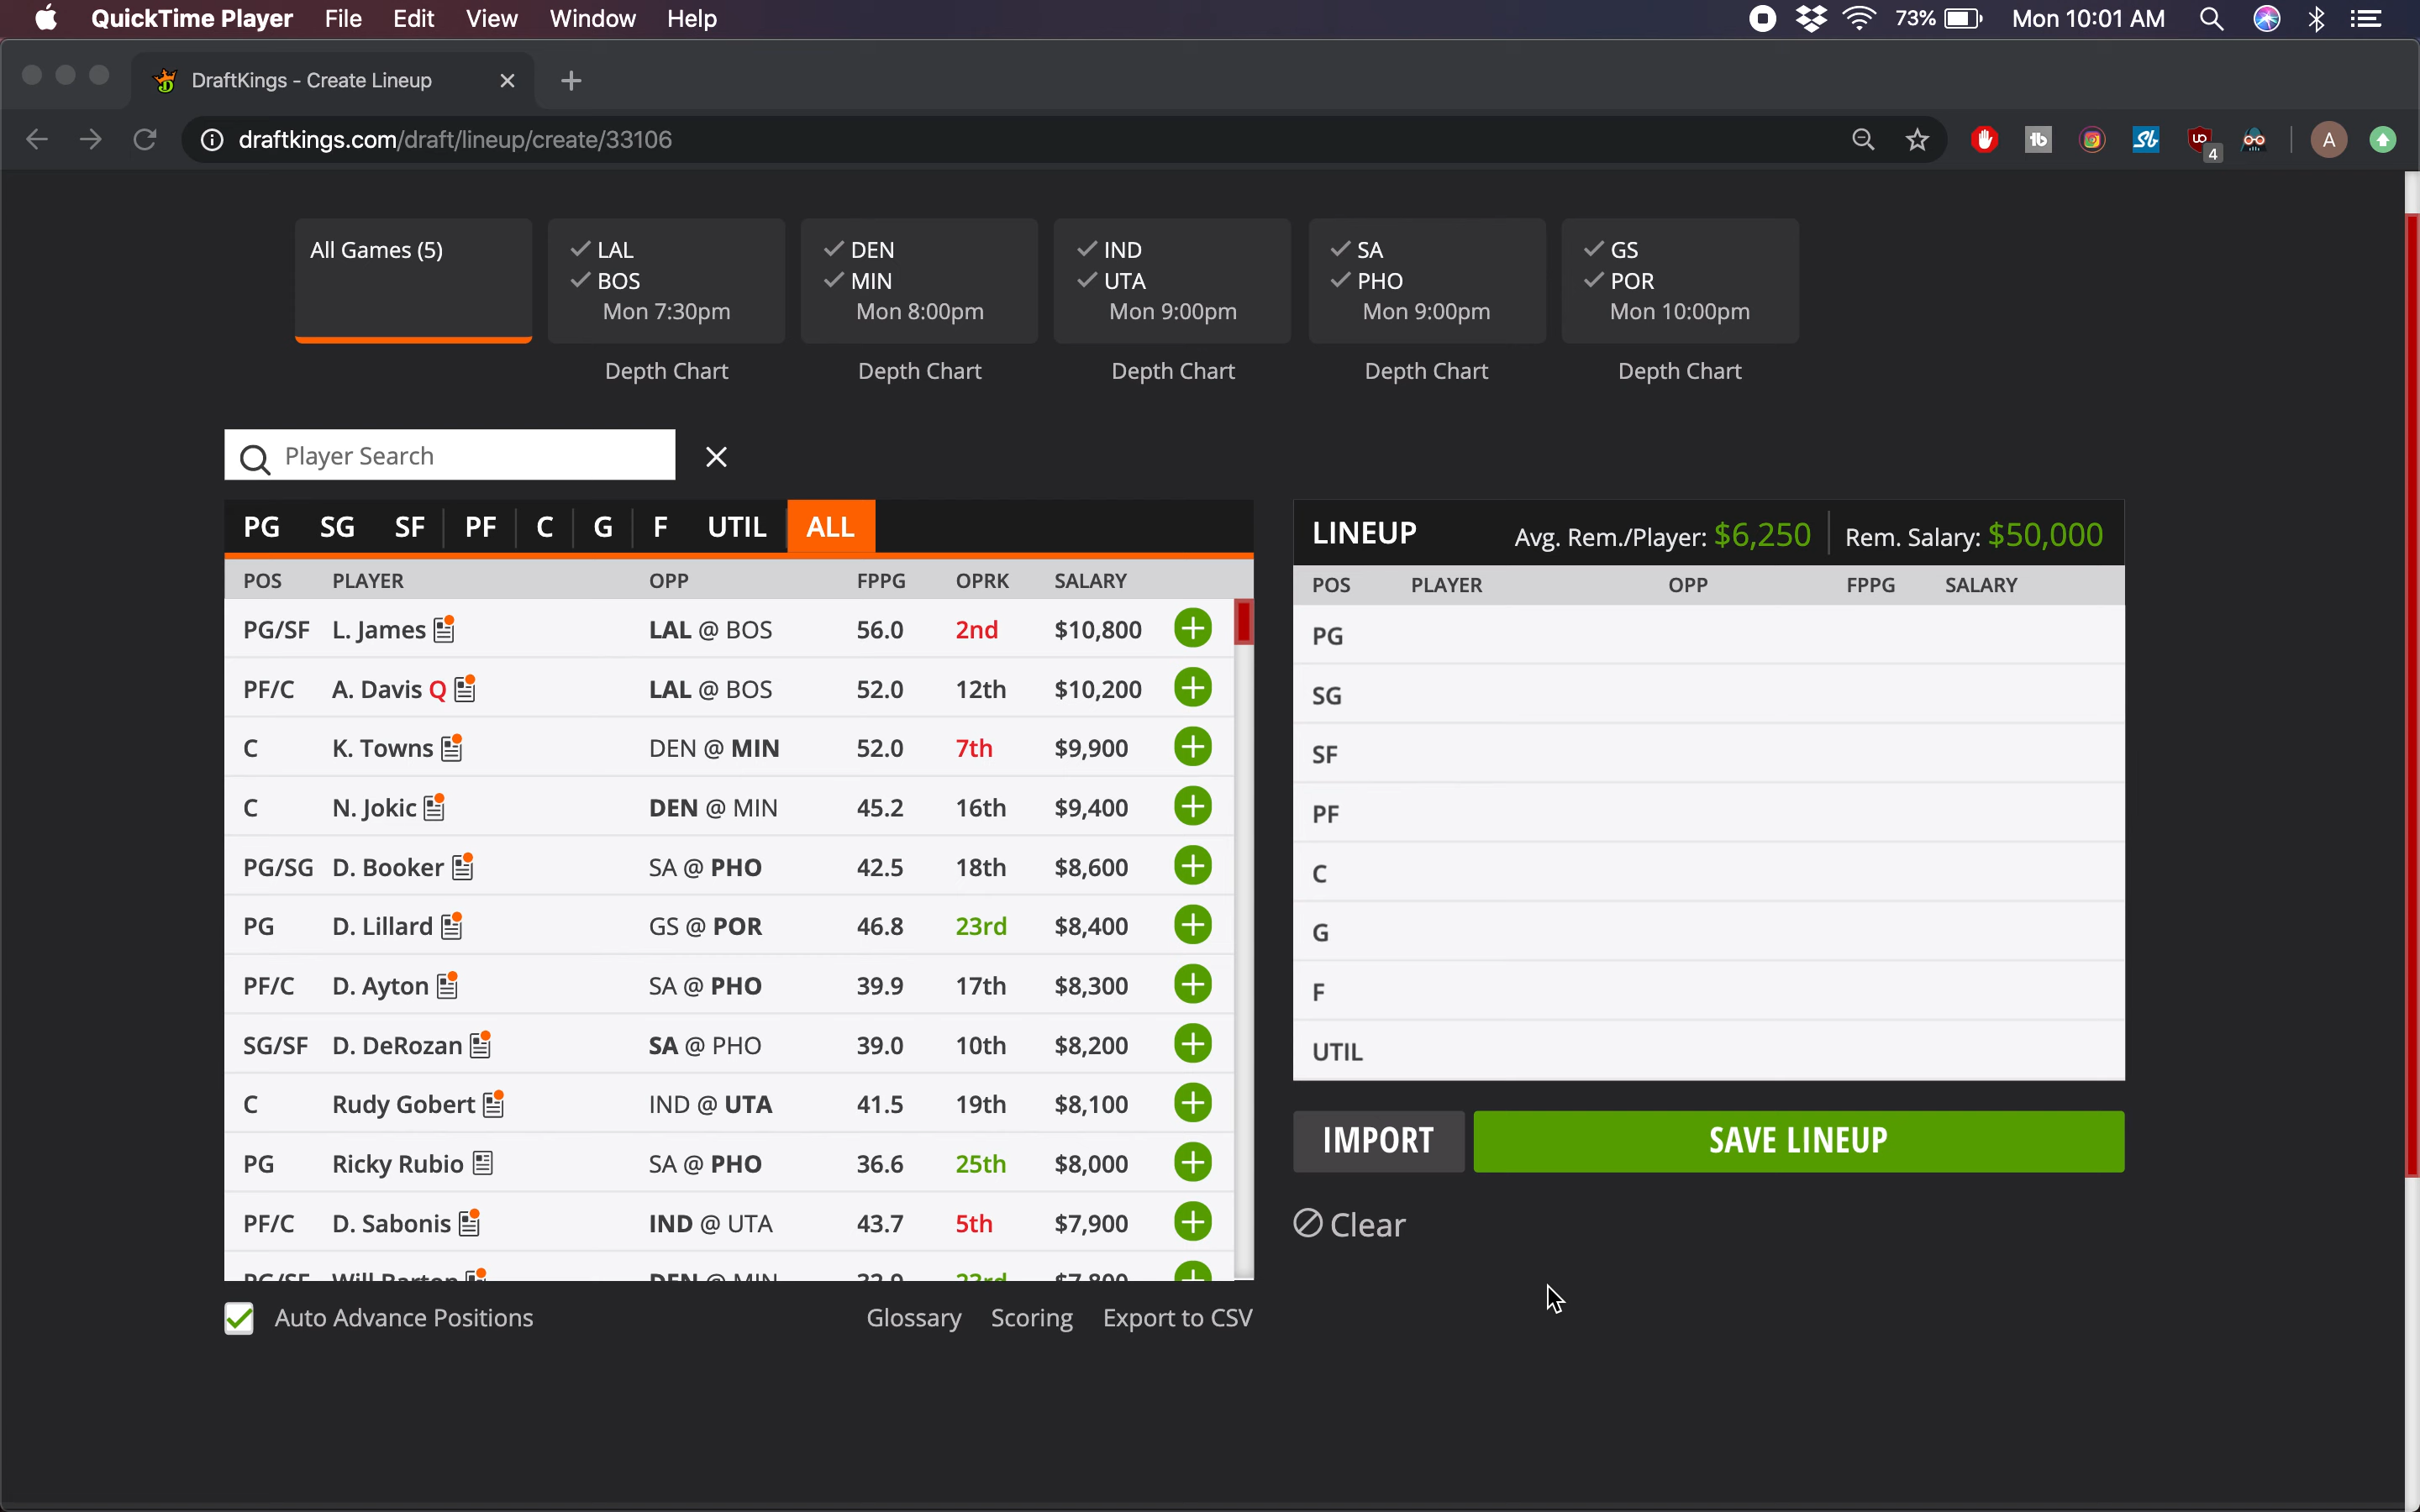 QuickTime Player File Edit View Window Help 73% Mon 10:01 AM
DraftKings - Create Lineup
draftkings.com/draft/lineup/create/33106 4 A
All Games (5)
LAL
BOS
Mon 7:30pm
Depth Chart
DEN
MIN
Mon 8:00pm
Depth Chart
IND
UTA
Mon 9:00pm
Depth Chart
SA
PHO
Mon 9:00pm
Depth Chart
GS
POR
Mon 10:00pm
Depth Chart
Player Search
PG SG SF PF C G F UTIL ALL
POS PLAYER OPP FPPG OPRK SALARY
PG/SF L. James LAL @ BOS 56.0 2nd $10,800
PF/C A. Davis Q LAL @ BOS 52.0 12th $10,200
C K. Towns DEN @ MIN 52.0 7th $9,900
C N. Jokic DEN @ MIN 45.2 16th $9,400
PG/SG D. Booker SA @ PHO 42.5 18th $8,600
PG D. Lillard GS @ POR 46.8 23rd $8,400
PF/C D. Ayton SA @ PHO 39.9 17th $8,300
SG/SF D. DeRozan SA @ PHO 39.0 10th $8,200
C Rudy Gobert IND @ UTA 41.5 19th $8,100
PG Ricky Rubio SA @ PHO 36.6 25th $8,000
PF/C D. Sabonis IND @ UTA 43.7 5th $7,900
Will Barton DEN @ MIN $7,800
Auto Advance Positions Glossary Scoring Export to CSV
LINEUP Avg. Rem./Player: $6,250 Rem. Salary: $50,000
POS PLAYER OPP FPPG SALARY
PG
SG
SF
PF
C
G
F
UTIL
IMPORT SAVE LINEUP
Clear